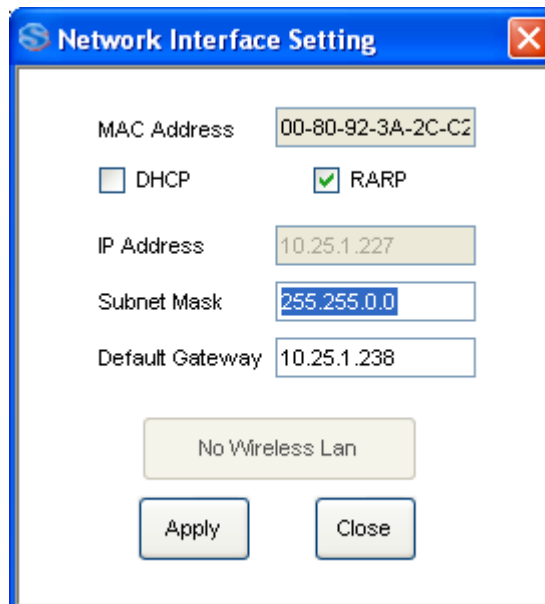 Network Interface Setting
MAC Address 00-80-92-3A-2C-C2
DHCP RARP
IP Address 10.25.1.227
Subnet Mask 255.255.0.0
Default Gateway 10.25.1.238
No Wireless Lan
Apply Close